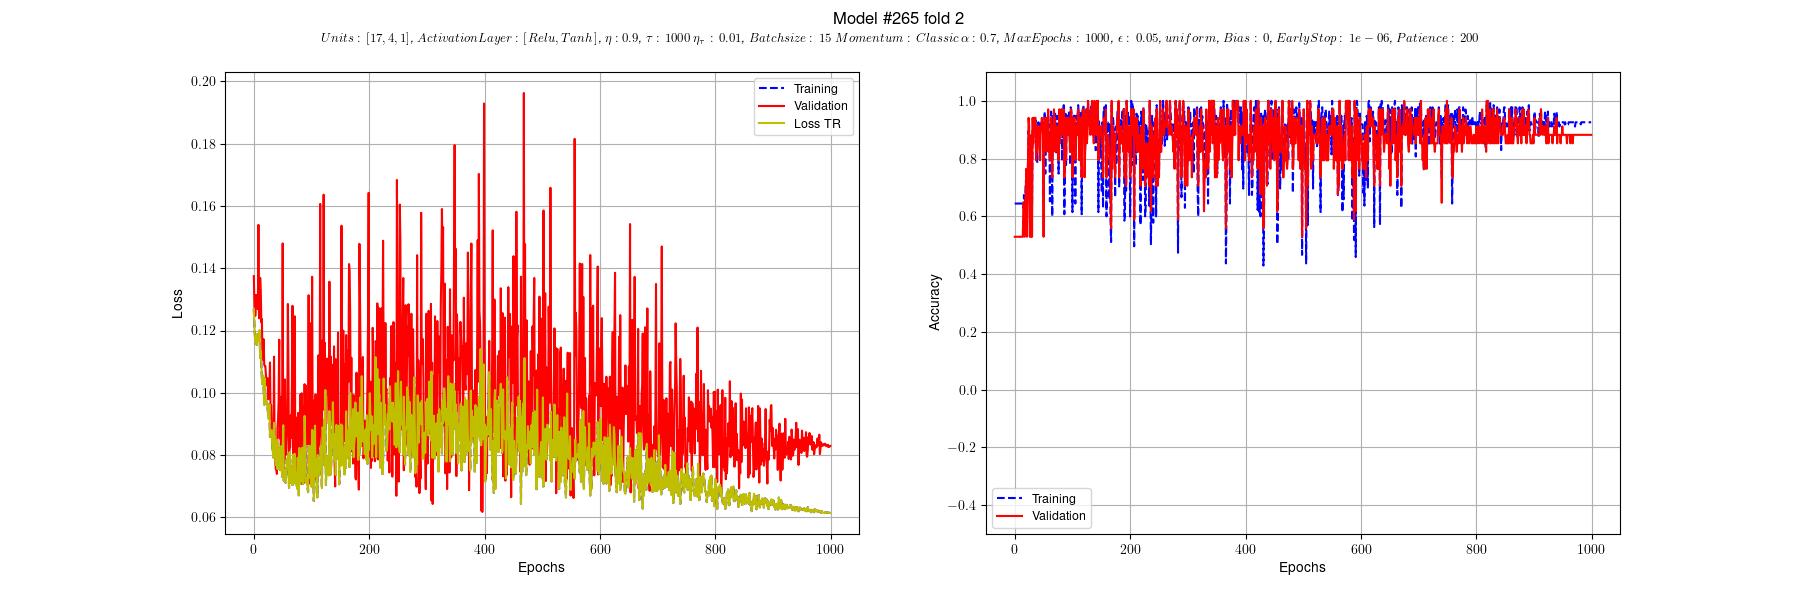 Model #265 fold 2
Units : [17, 4, 1], ActivationLayer : [Relu, Tanh], η : 0.9, τ : 1000 η_τ : 0.01, Batchsize : 15 Momentum : Classic α : 0.7, MaxEpochs : 1000, ϵ : 0.05, uniform, Bias : 0, EarlyStop : 1e − 06, Patience : 200
0.20
0.18
0.16
0.14
0.12
0.10
0.08
0.06
Loss
Training
Validation
Loss TR
0 200 400 600 800 1000
Epochs
1.0
0.8
0.6
0.4
0.2
0.0
−0.2
−0.4
Accuracy
Training
Validation
0 200 400 600 800 1000
Epochs